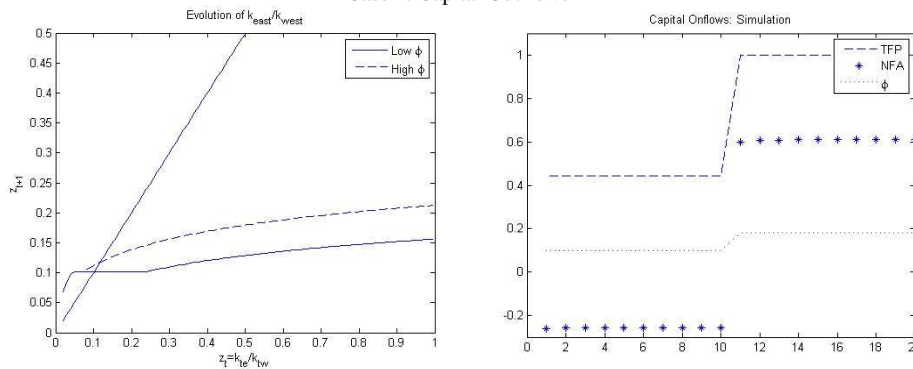 Evolution of k_east/k_west
0.5
0.45
0.4
0.35
0.3
0.25
0.2
0.15
0.1
0.05
0
z_t+1
Low ϕ
High ϕ
0 0.1 0.2 0.3 0.4 0.5 0.6 0.7 0.8 0.9 1
z_t=k_te/k_tw
Capital Onflows: Simulation
1
0.8
0.6
0.4
0.2
0
-0.2
TFP
NFA
ϕ
0 2 4 6 8 10 12 14 16 18